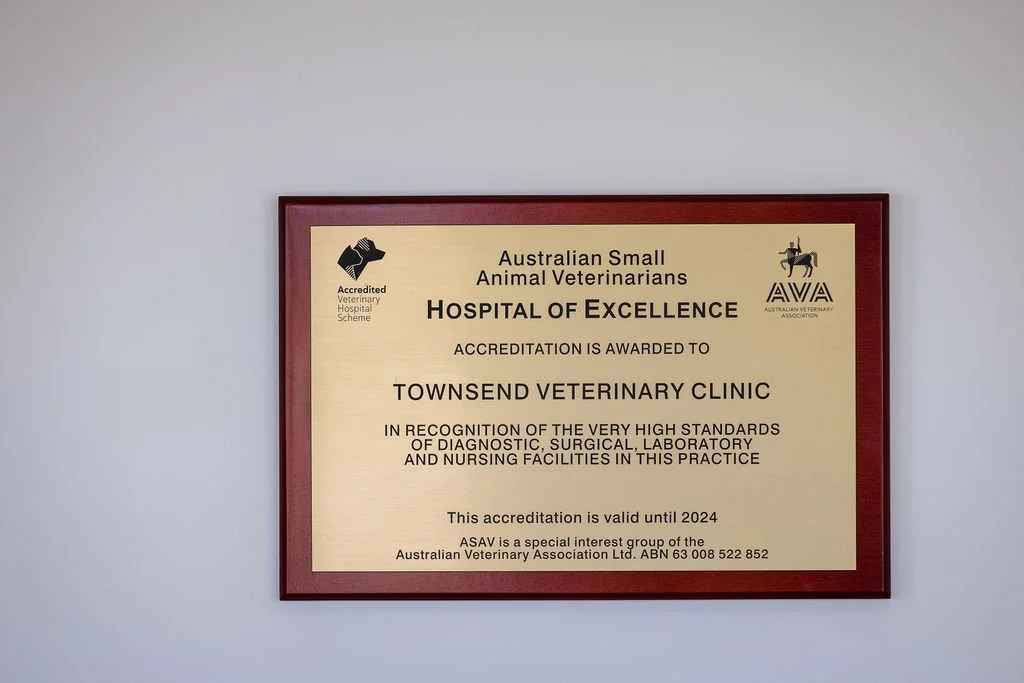 Accredited
Veterinary
Hospital
Scheme
Australian Small
Animal Veterinarians
HOSPITAL OF EXCELLENCE
AVA
AUSTRALIAN VETERINARY
ASSOCIATION
ACCREDITATION IS AWARDED TO
TOWNSEND VETERINARY CLINIC
IN RECOGNITION OF THE VERY HIGH STANDARDS
OF DIAGNOSTIC, SURGICAL, LABORATORY
AND NURSING FACILITIES IN THIS PRACTICE
This accreditation is valid until 2024
ASAV is a special interest group of the
Australian Veterinary Association Ltd. ABN 63 008 522 852